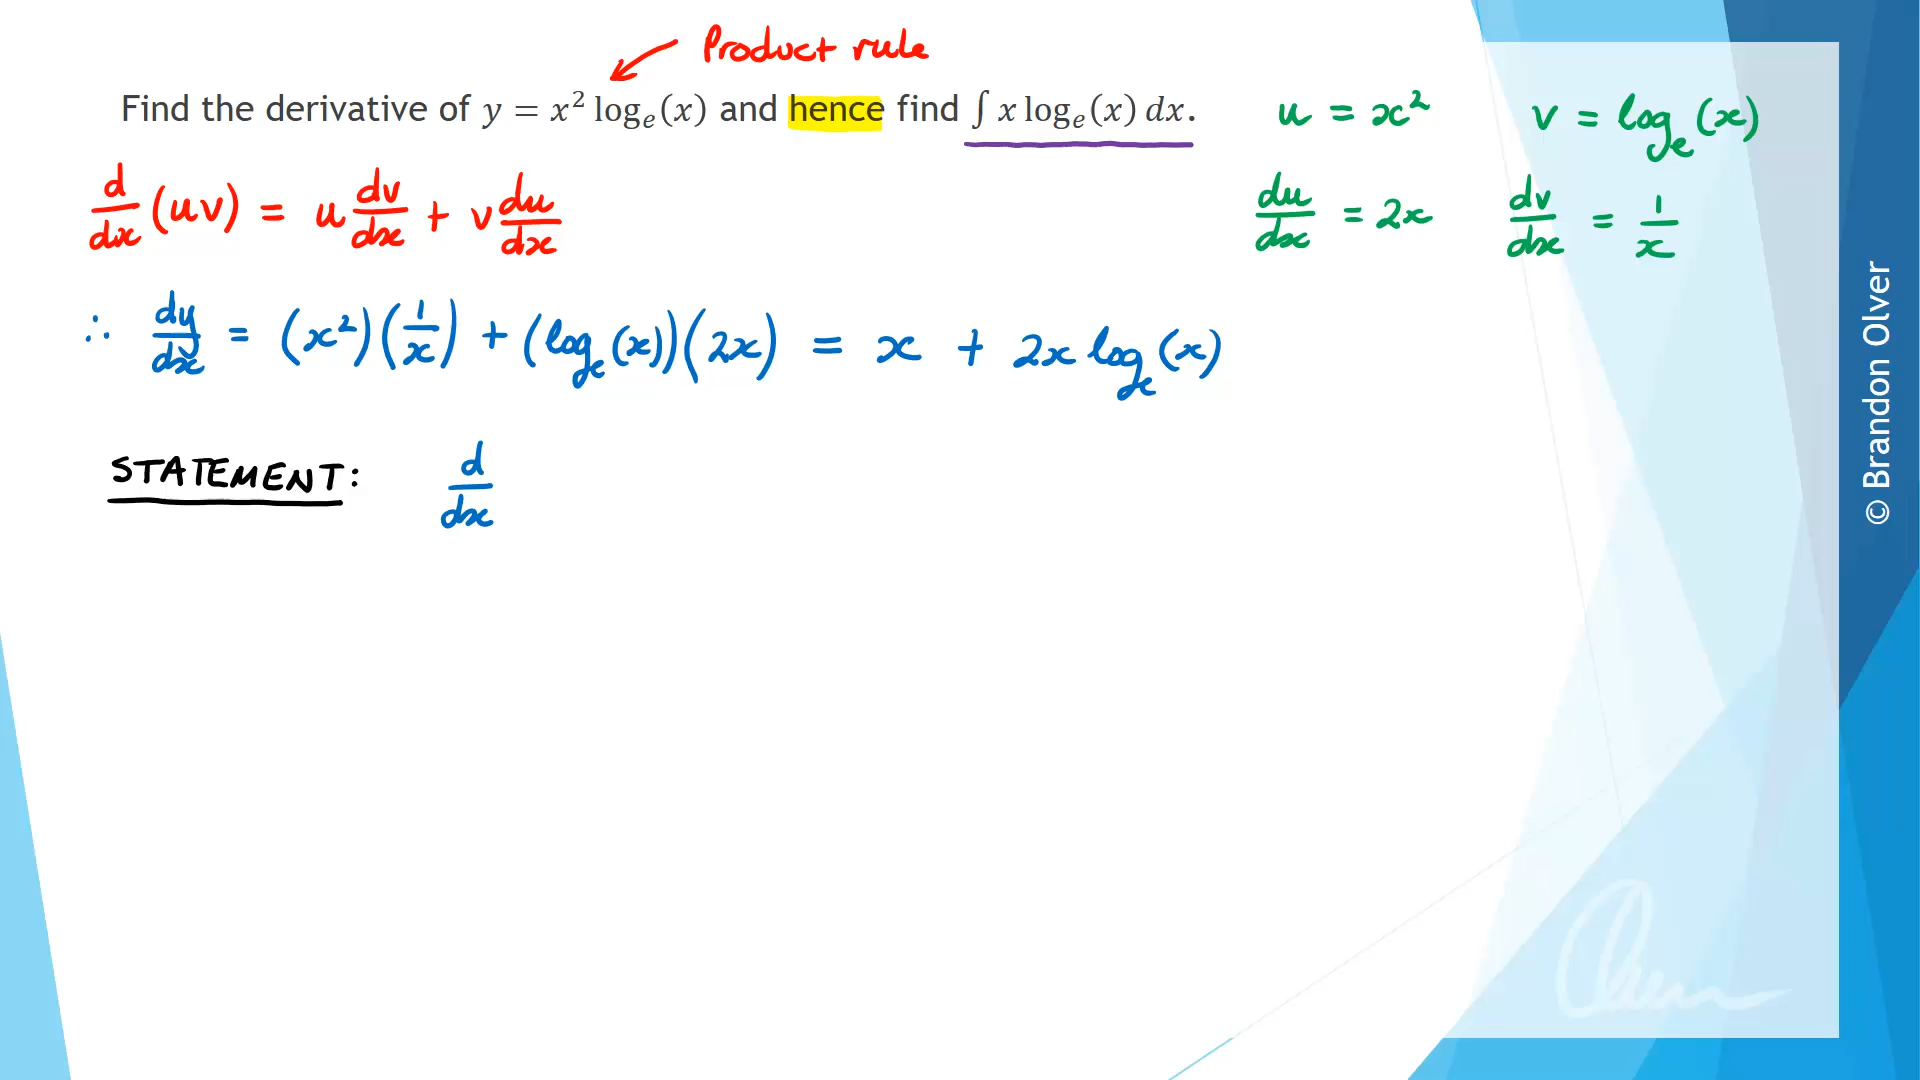 Product rule
Find the derivative of y = x² logₑ(x) and hence find ∫ x logₑ(x) dx.
u = x² v = logₑ(x)
d/dx (uv) = u dv/dx + v du/dx
du/dx = 2x dv/dx = 1/x
∴ dy/dx = (x²)(1/x) + (logₑ(x))(2x) = x + 2x logₑ(x)
STATEMENT: d/dx
© Brandon Olver